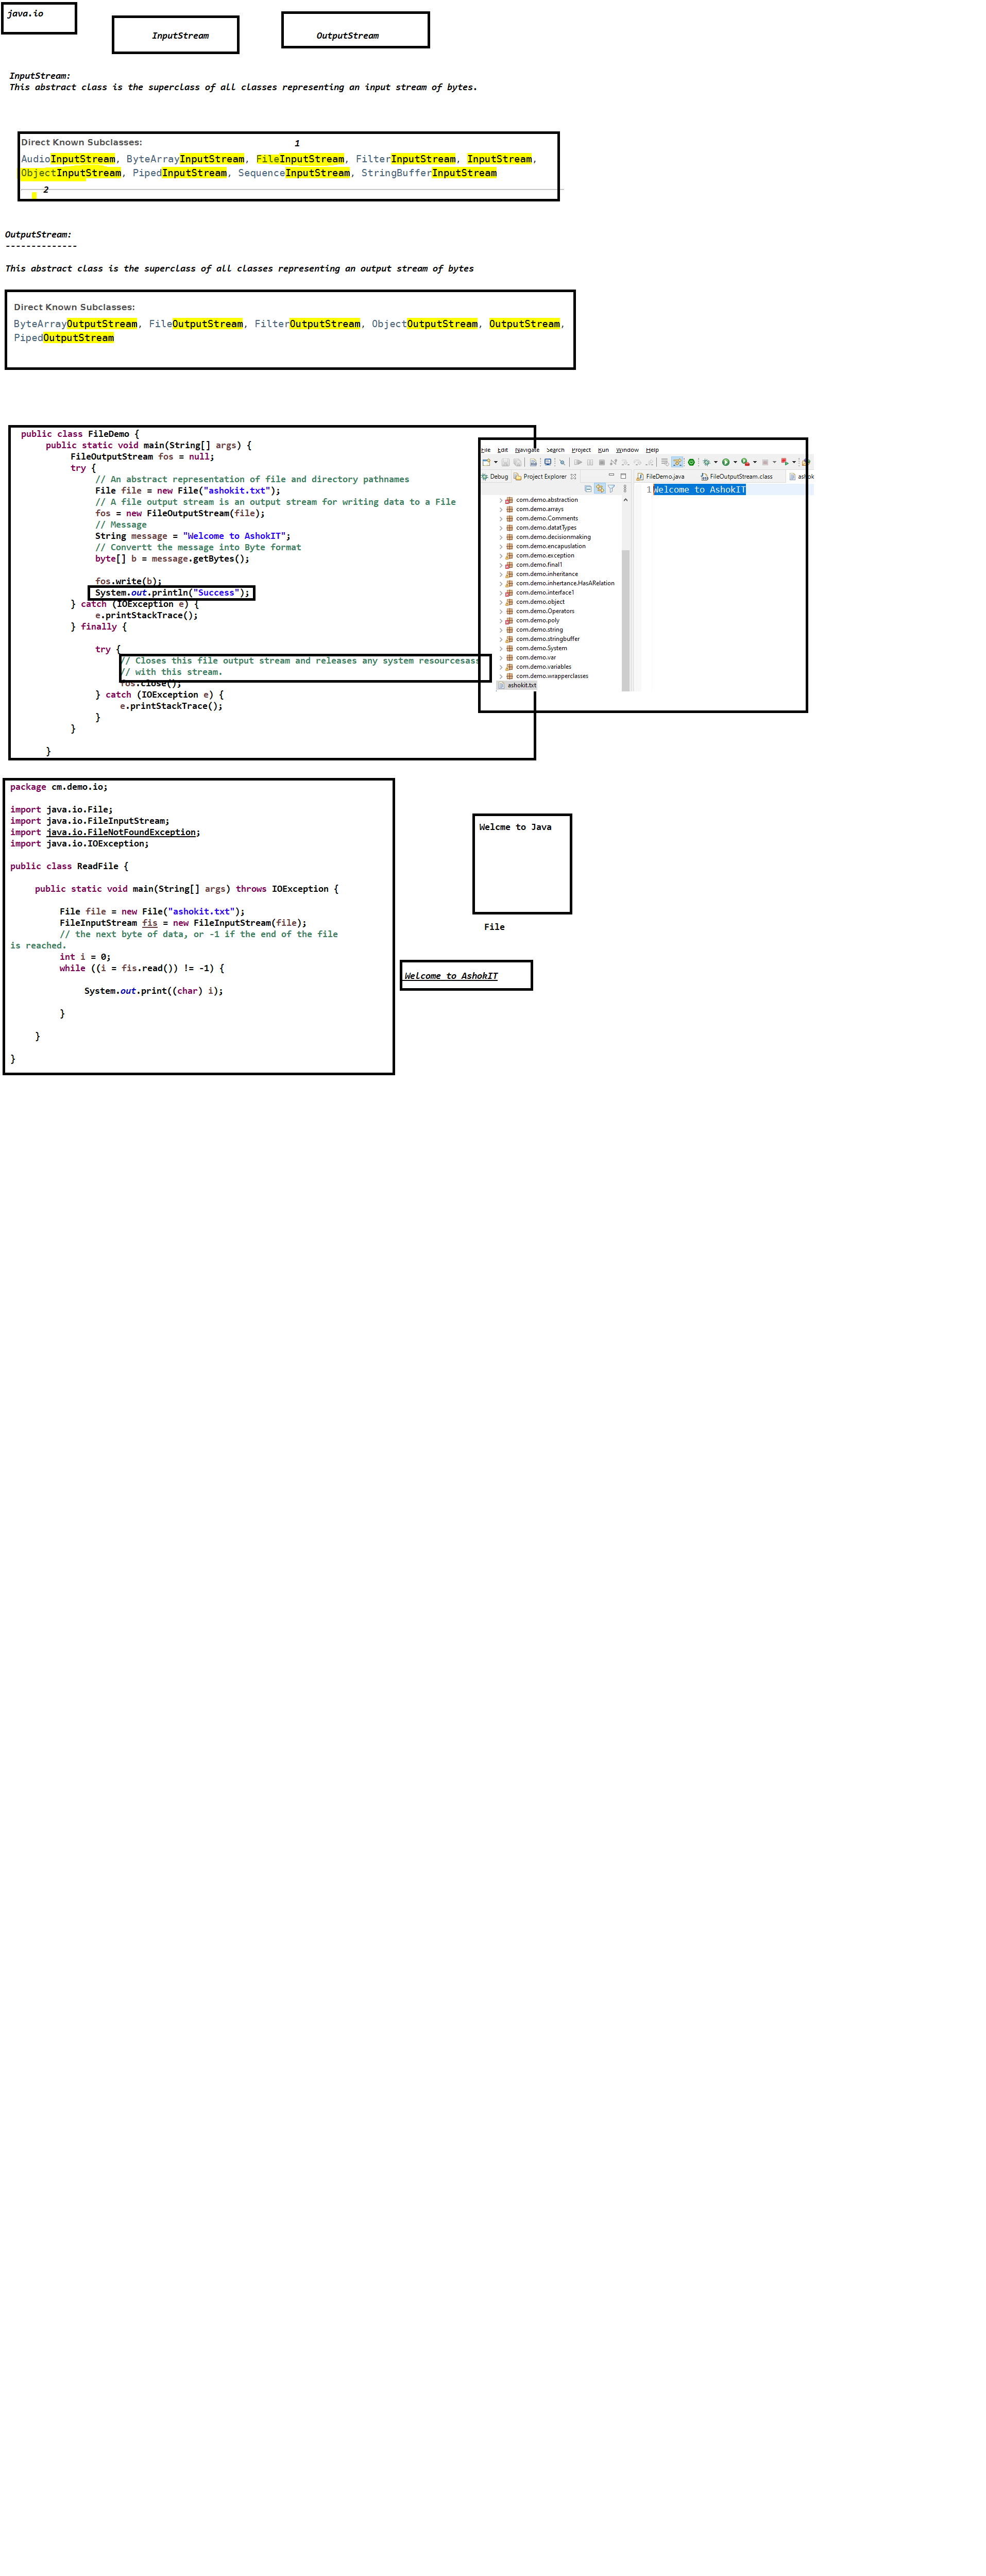 java.io
InputStream
OutputStream
InputStream:
This abstract class is the superclass of all classes representing an input stream of bytes.
Direct Known Subclasses:
1
AudioInputStream, ByteArrayInputStream, FileInputStream, FilterInputStream, InputStream,
ObjectInputStream, PipedInputStream, SequenceInputStream, StringBufferInputStream
2
OutputStream:
--------------
This abstract class is the superclass of all classes representing an output stream of bytes
Direct Known Subclasses:
ByteArrayOutputStream, FileOutputStream, FilterOutputStream, ObjectOutputStream, OutputStream,
PipedOutputStream
public class FileDemo {
public static void main(String[] args) {
FileOutputStream fos = null;
try {
// An abstract representation of file and directory pathnames
File file = new File("ashokit.txt");
// A file output stream is an output stream for writing data to a File
fos = new FileOutputStream(file);
// Message
String message = "Welcome to AshokIT";
// Convertt the message into Byte format
byte[] b = message.getBytes();
fos.write(b);
System.out.println("Success");
} catch (IOException e) {
e.printStackTrace();
} finally {
try {
// Closes this file output stream and releases any system resourcesass
// with this stream.
fos.close();
} catch (IOException e) {
e.printStackTrace();
}
}
}
File Edit Navigate Search Project Run Window Help
Debug Project Explorer FileDemo.java FileOutputStream.class ashok
1 Welcome to AshokIT
com.demo.abstraction
com.demo.arrays
com.demo.Comments
com.demo.datatTypes
com.demo.decisionmaking
com.demo.encapuslation
com.demo.exception
com.demo.final1
com.demo.inheritance
com.demo.inhertance.HasARelation
com.demo.interface1
com.demo.object
com.demo.Operators
com.demo.poly
com.demo.string
com.demo.stringbuffer
com.demo.System
com.demo.var
com.demo.variables
com.demo.wrapperclasses
ashokit.txt
package cm.demo.io;
import java.io.File;
import java.io.FileInputStream;
import java.io.FileNotFoundException;
import java.io.IOException;
public class ReadFile {
public static void main(String[] args) throws IOException {
File file = new File("ashokit.txt");
FileInputStream fis = new FileInputStream(file);
// the next byte of data, or -1 if the end of the file
is reached.
int i = 0;
while ((i = fis.read()) != -1) {
System.out.print((char) i);
}
}
}
Welcme to Java
File
Welcome to AshokIT